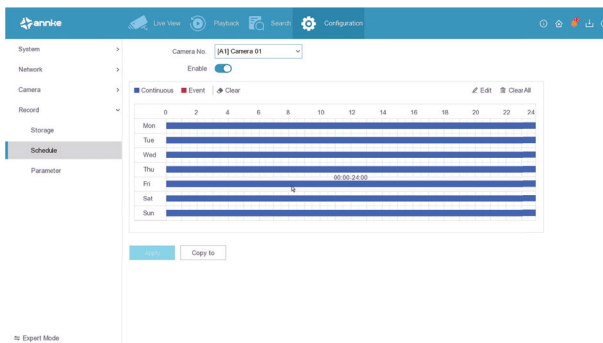 annke Live View Playback Search Configuration
System
Network
Camera
Record
Storage
Schedule
Parameter
Expert Mode
Camera No. [A1] Camera 01
Enable
Continuous Event Clear Edit Clear All
0 2 4 6 8 10 12 14 16 18 20 22 24
Mon
Tue
Wed
Thu
00:00-24:00
Fri
Sat
Sun
Apply Copy to